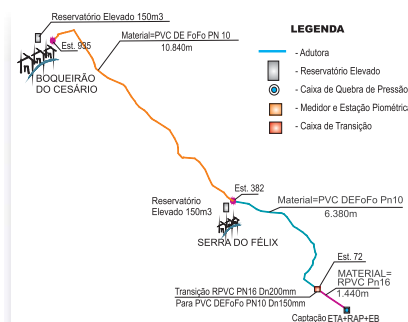 Reservatório Elevado 150m3
Est. 935
Material=PVC DE FoFo PN 10
10.840m
BOQUEIRÃO
DO CESÁRIO
LEGENDA
- Adutora
- Reservatório Elevado
- Caixa de Quebra de Pressão
- Medidor e Estação Piométrica
- Caixa de Transição
Est. 382
Reservatório
Elevado 150m3
Material=PVC DEFoFo Pn10
6.380m
SERRA DO FÉLIX
Est. 72
MATERIAL=
RPVC Pn16
1.440m
Transição RPVC PN16 Dn200mm
Para PVC DEFoFo PN10 Dn150mm
Captação ETA+RAP+EB